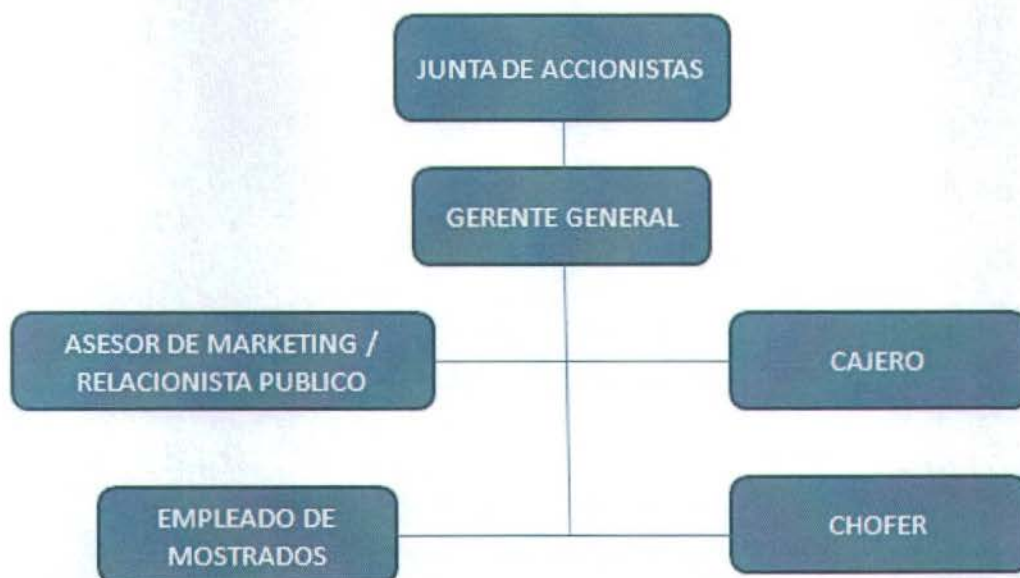 JUNTA DE ACCIONISTAS
GERENTE GENERAL
ASESOR DE MARKETING /
RELACIONISTA PUBLICO
CAJERO
EMPLEADO DE
MOSTRADOS
CHOFER